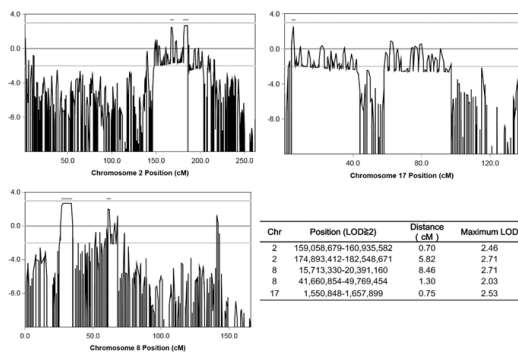 4.0
0.0
-4.0
-8.0
50.0 100.0 150.0 200.0 250.0
Chromosome 2 Position (cM)
4.0
0.0
-4.0
-8.0
40.0 80.0 120.0
Chromosome 17 Position (cM)
4.0
0.0
-4.0
-8.0
0.0 50.0 100.0 150.0
Chromosome 8 Position (cM)
Chr Position (LOD≧2) Distance ( cM ) Maximum LOD
2 159,058,679-160,935,582 0.70 2.46
2 174,893,412-182,548,671 5.82 2.71
8 15,713,330-20,391,160 8.46 2.71
8 41,660,854-49,769,454 1.30 2.03
17 1,550,848-1,657,899 0.75 2.53